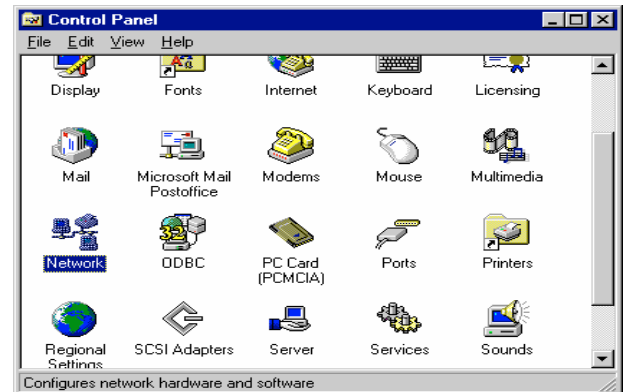 Control Panel
File Edit View Help
Display Fonts Internet Keyboard Licensing
Mail Microsoft Mail Modems Mouse Multimedia
Postoffice
Network ODBC PC Card Ports Printers
(PCMCIA)
32
Regional SCSI Adapters Server Services Sounds
Settings
Configures network hardware and software